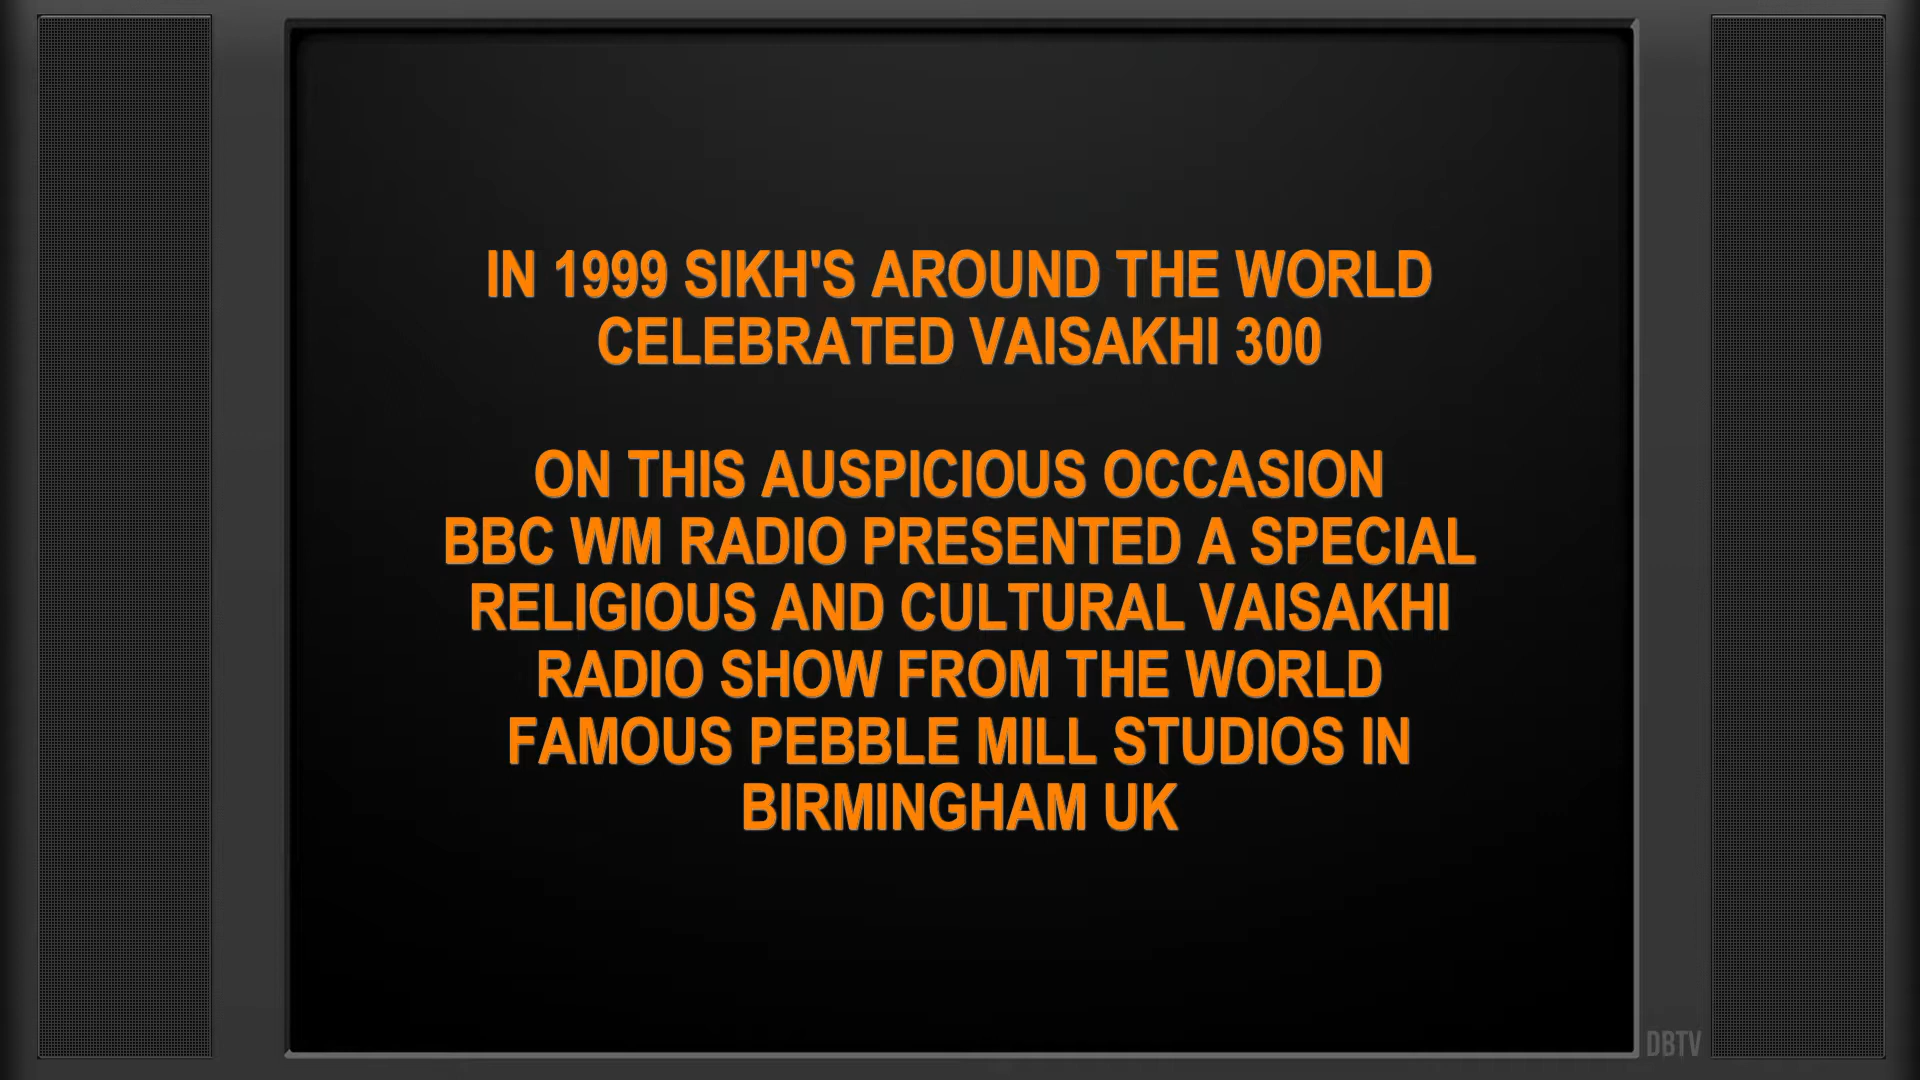 IN 1999 SIKH'S AROUND THE WORLD
CELEBRATED VAISAKHI 300
ON THIS AUSPICIOUS OCCASION
BBC WM RADIO PRESENTED A SPECIAL
RELIGIOUS AND CULTURAL VAISAKHI
RADIO SHOW FROM THE WORLD
FAMOUS PEBBLE MILL STUDIOS IN
BIRMINGHAM UK
DBTV